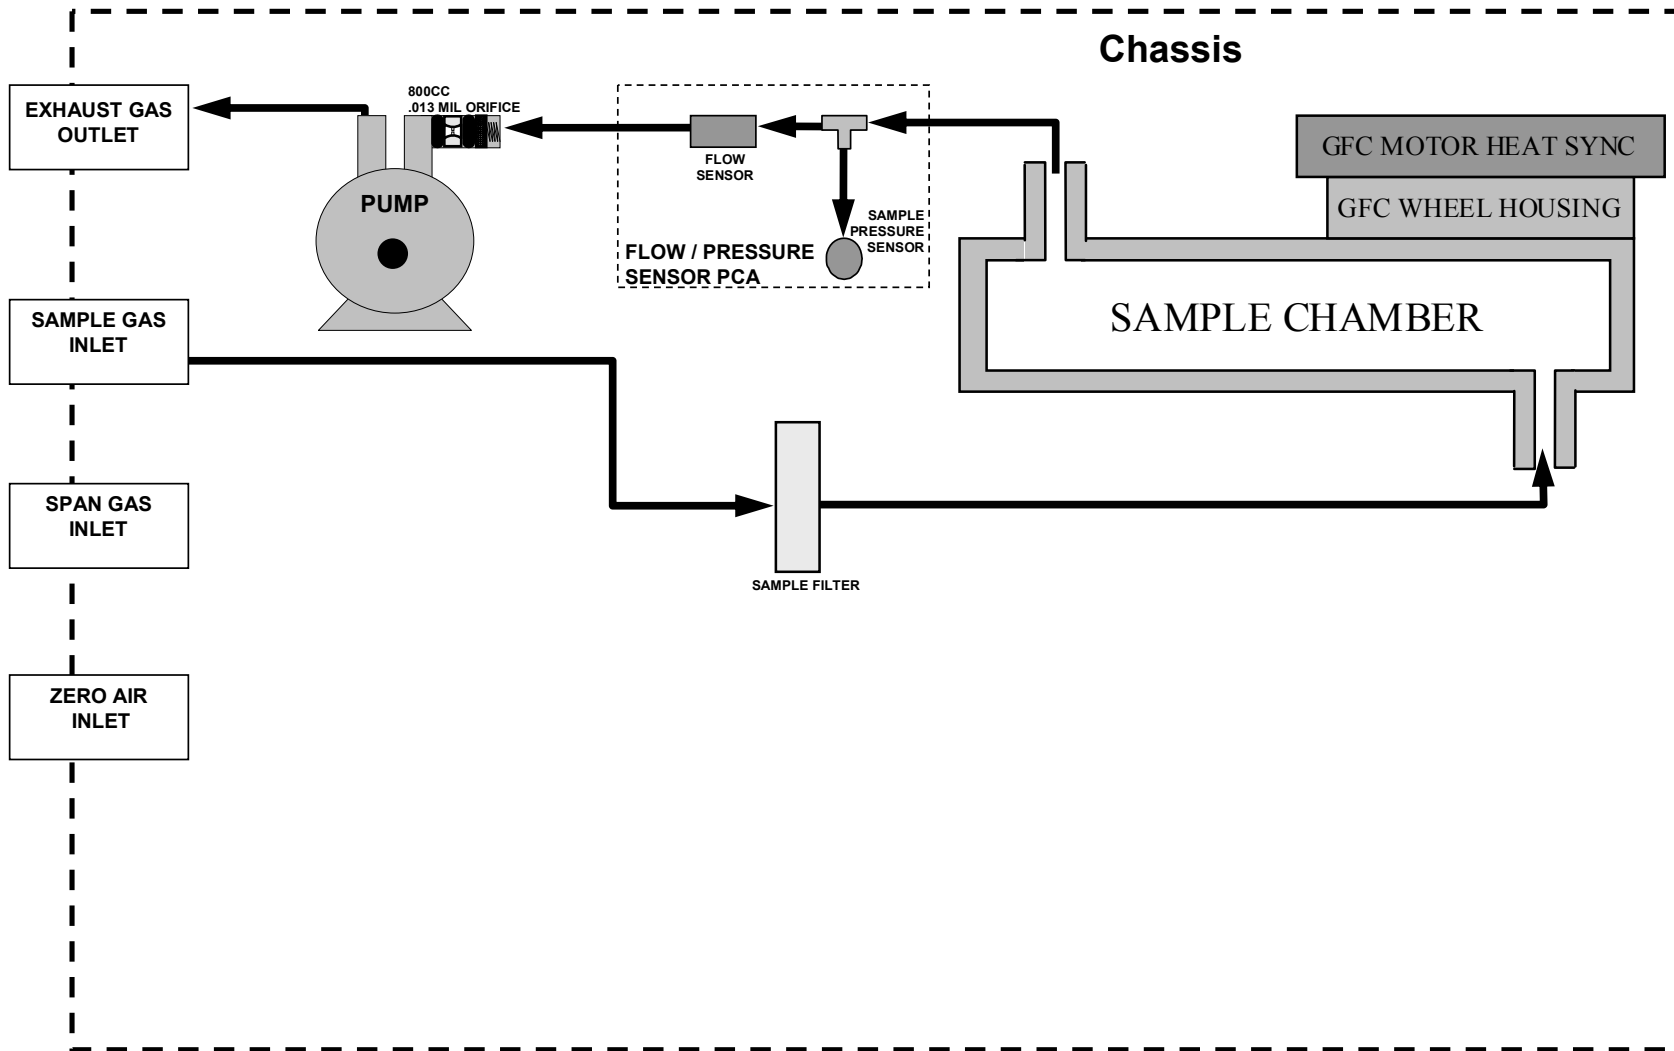 Chassis
EXHAUST GAS
OUTLET
800CC
.013 MIL ORIFICE
PUMP
FLOW
SENSOR
SAMPLE
PRESSURE
SENSOR
FLOW / PRESSURE
SENSOR PCA
GFC MOTOR HEAT SYNC
GFC WHEEL HOUSING
SAMPLE CHAMBER
SAMPLE GAS
INLET
SPAN GAS
INLET
SAMPLE FILTER
ZERO AIR
INLET